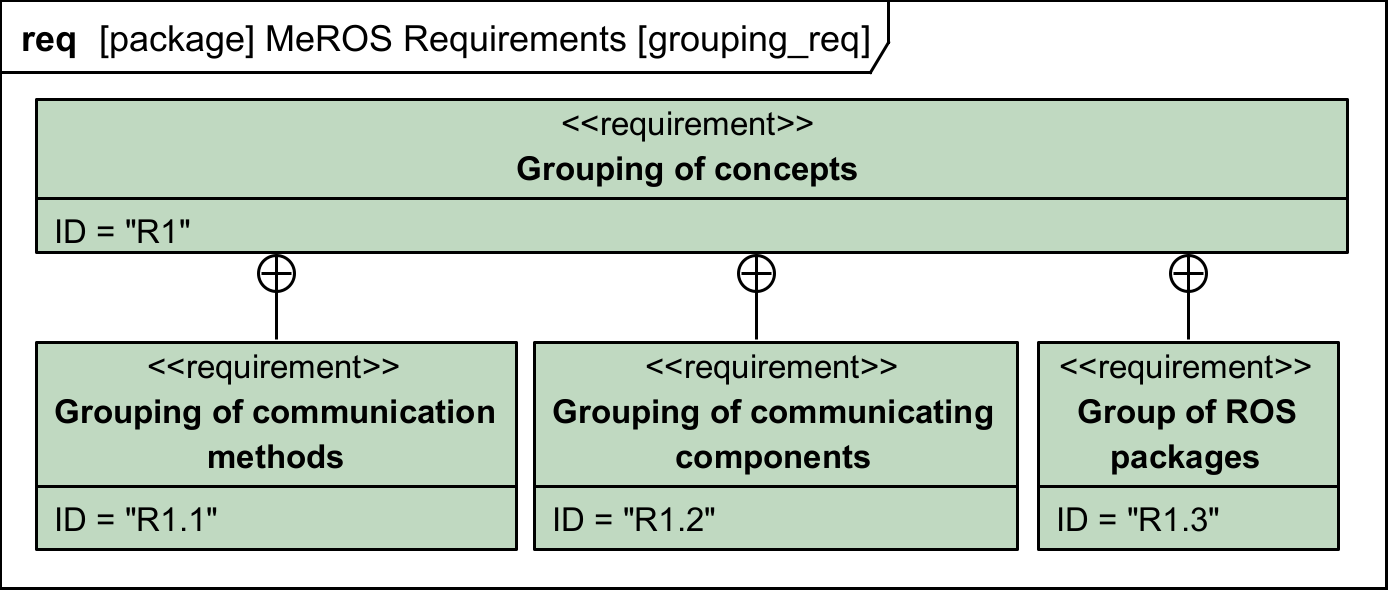 req [package] MeROS Requirements [grouping_req]
<<requirement>>
Grouping of concepts
ID = "R1"
<<requirement>>
Grouping of communication
methods
ID = "R1.1"
<<requirement>>
Grouping of communicating
components
ID = "R1.2"
<<requirement>>
Group of ROS
packages
ID = "R1.3"